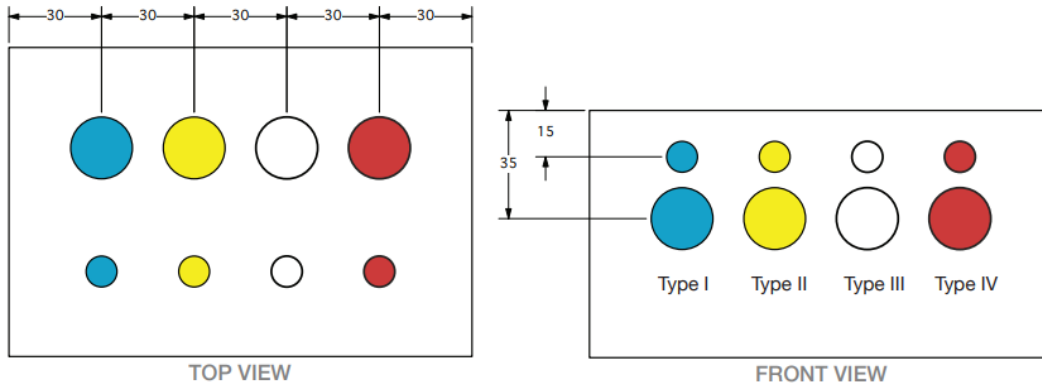 30 30 30 30 30
15
35
Type I Type II Type III Type IV
TOP VIEW
FRONT VIEW